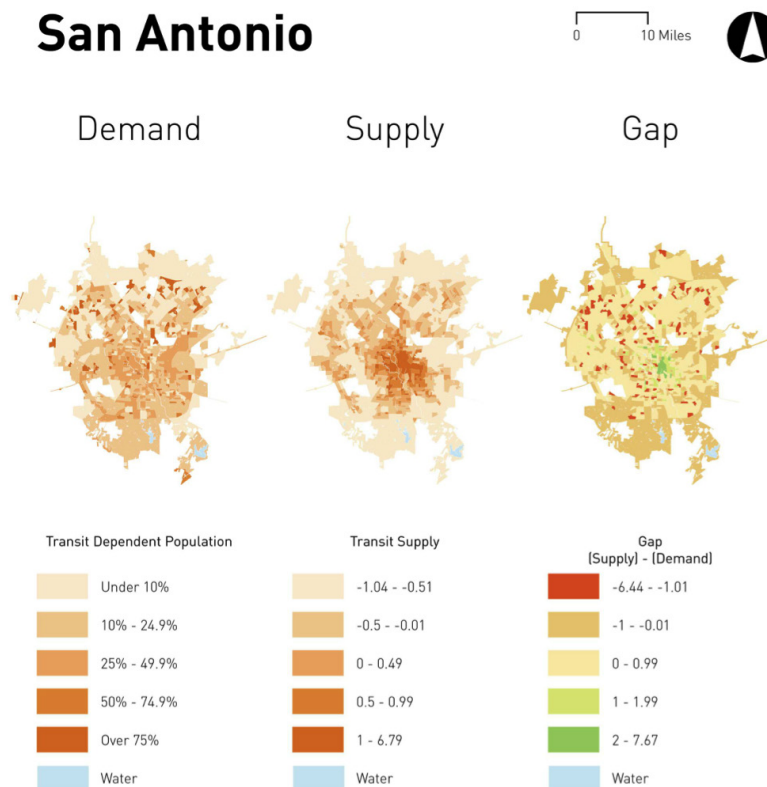 San Antonio
0 10 Miles
Demand
Supply
Gap
Transit Dependent Population
Under 10%
10% - 24.9%
25% - 49.9%
50% - 74.9%
Over 75%
Water
Transit Supply
-1.04 - -0.51
-0.5 - -0.01
0 - 0.49
0.5 - 0.99
1 - 6.79
Water
Gap
(Supply) - (Demand)
-6.44 - -1.01
-1 - -0.01
0 - 0.99
1 - 1.99
2 - 7.67
Water